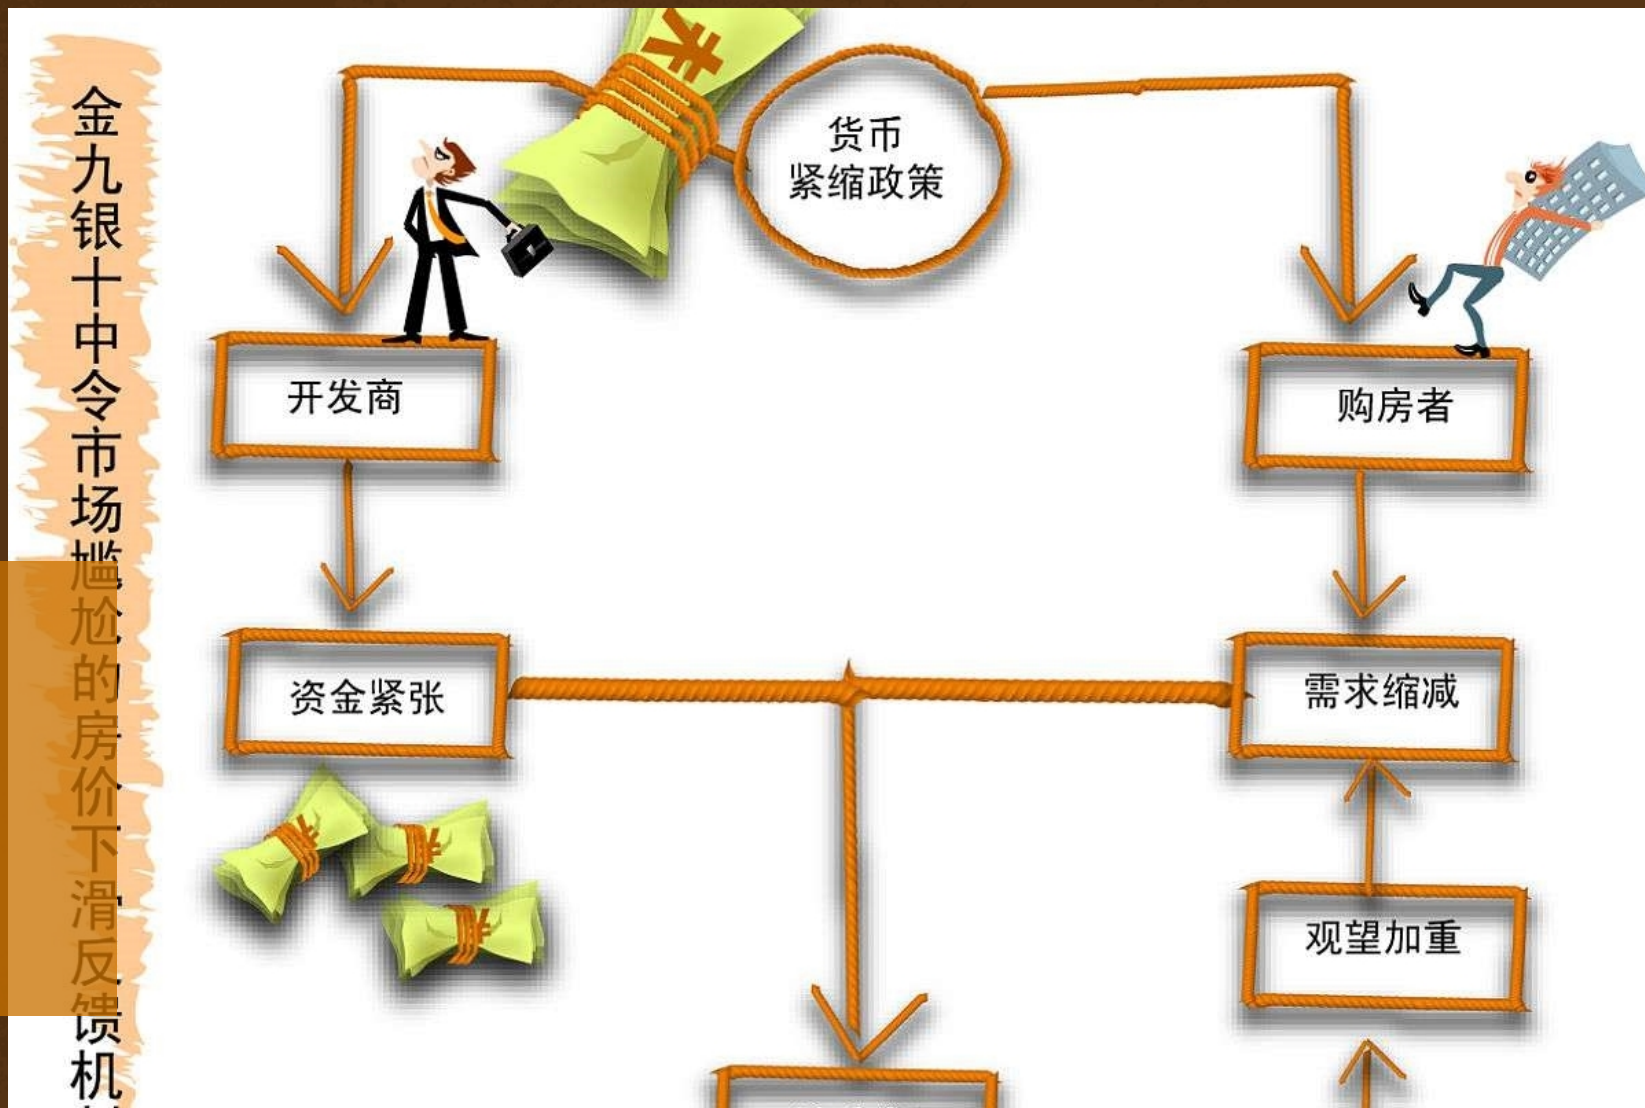 金九银十中令市场尴尬的房价下滑反馈机
货币
紧缩政策
开发商
购房者
资金紧张
需求缩减
观望加重